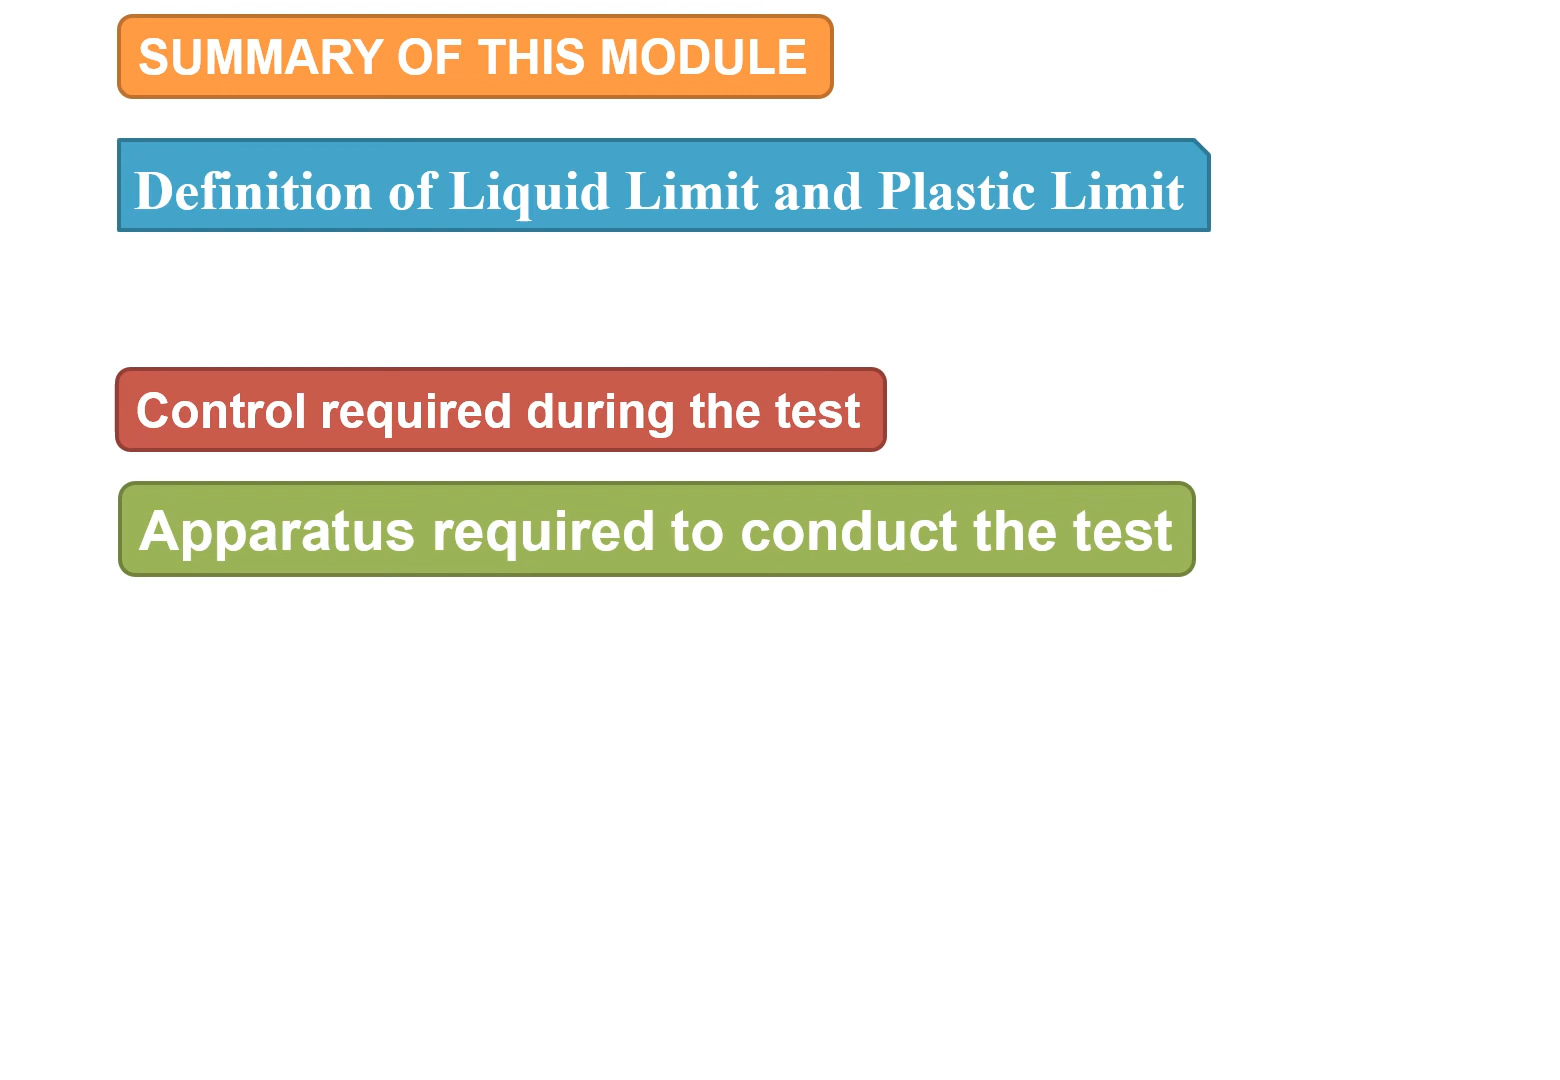 SUMMARY OF THIS MODULE
Definition of Liquid Limit and Plastic Limit
Control required during the test
Apparatus required to conduct the test